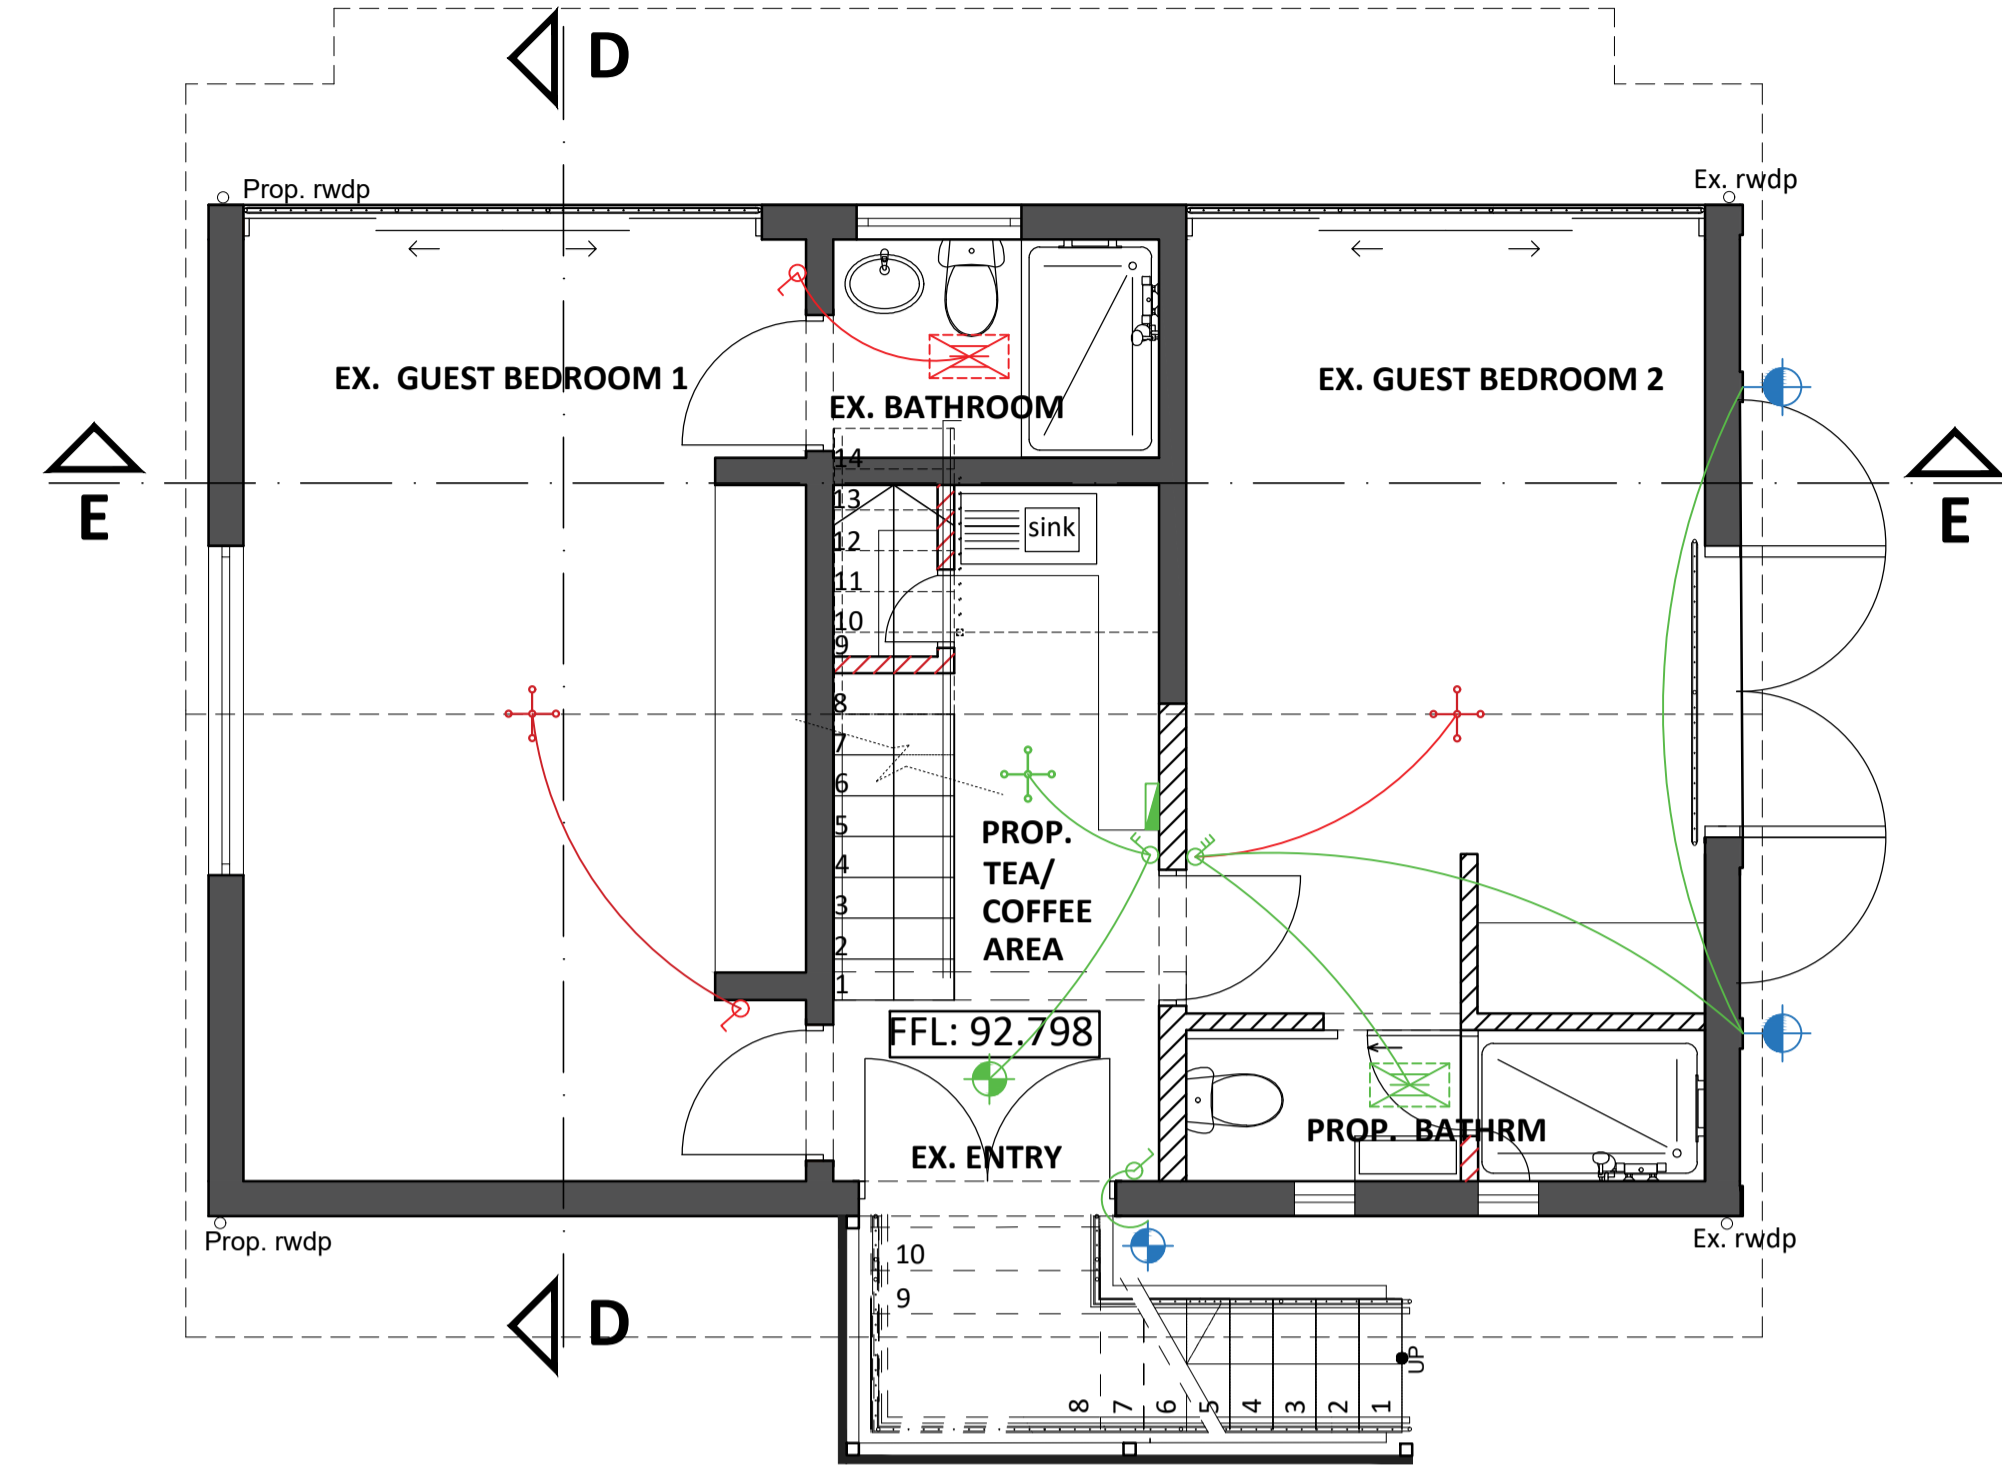 D
Prop. rwdp
Ex. rwdp
EX. GUEST BEDROOM 1
EX. BATHROOM
EX. GUEST BEDROOM 2
E
E
14
13
12
11
10
9
8
7
6
5
4
3
2
1
sink
PROP.
TEA/
COFFEE
AREA
FFL: 92.798
EX. ENTRY
PROP. BATHRM
Prop. rwdp
Ex. rwdp
10
9
D
8 7 6 5 4 3 2 1
UP